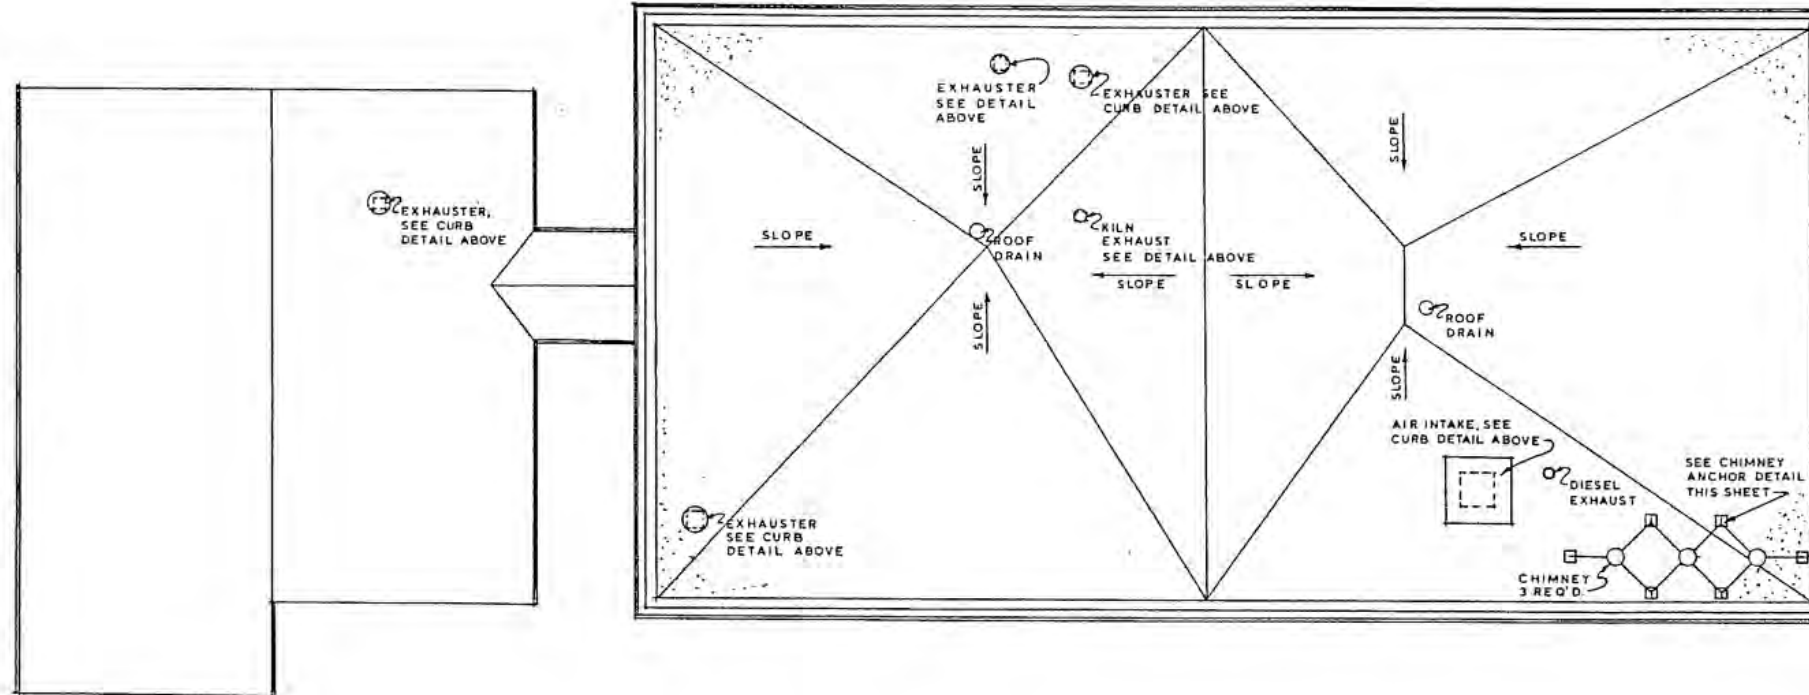 EXHAUSTER
SEE DETAIL
ABOVE
EXHAUSTER SEE
CURB DETAIL ABOVE
SLOPE
SLOPE
EXHAUSTER,
SEE CURB
DETAIL ABOVE
SLOPE
ROOF
DRAIN
KILN
EXHAUST
SEE DETAIL ABOVE
SLOPE
SLOPE
SLOPE
SLOPE
ROOF
DRAIN
SLOPE
AIR INTAKE, SEE
CURB DETAIL ABOVE
DIESEL
EXHAUST
SEE CHIMNEY
ANCHOR DETAIL
THIS SHEET
EXHAUSTER
SEE CURB
DETAIL ABOVE
CHIMNEY
3 REQ'D.